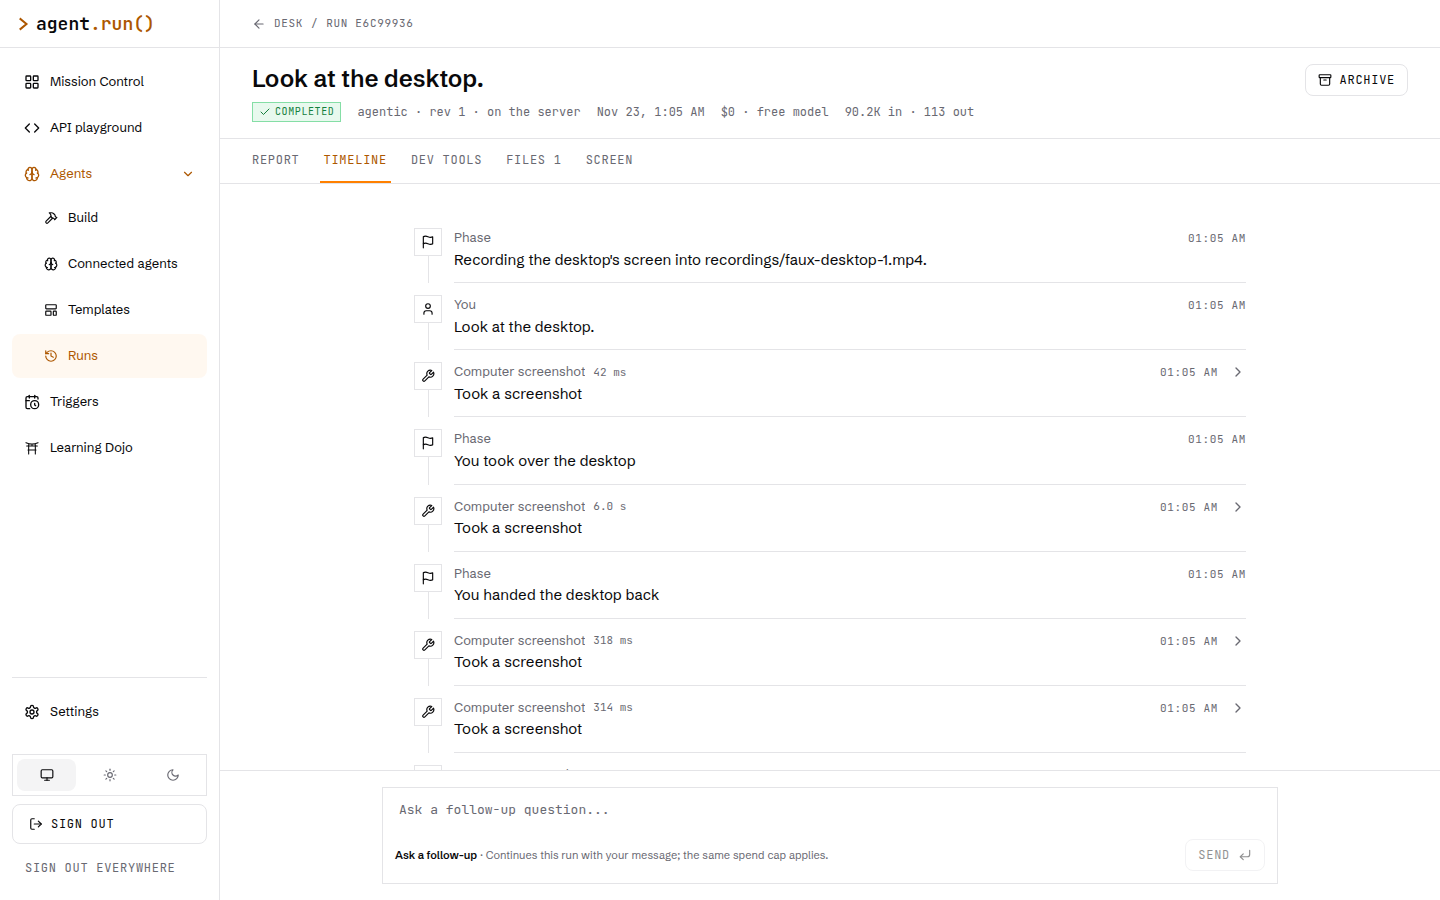 agent.run()
DESK / RUN E6C99936
Mission Control
API playground
Agents
Build
Connected agents
Templates
Runs
Triggers
Learning Dojo
Settings
SIGN OUT
SIGN OUT EVERYWHERE
Look at the desktop.
ARCHIVE
COMPLETED agentic · rev 1 · on the server Nov 23, 1:05 AM $0 · free model 90.2K in · 113 out
REPORT TIMELINE DEV TOOLS FILES 1 SCREEN
Phase 01:05 AM
Recording the desktop's screen into recordings/faux-desktop-1.mp4.
You 01:05 AM
Look at the desktop.
Computer screenshot 42 ms 01:05 AM
Took a screenshot
Phase 01:05 AM
You took over the desktop
Computer screenshot 6.0 s 01:05 AM
Took a screenshot
Phase 01:05 AM
You handed the desktop back
Computer screenshot 318 ms 01:05 AM
Took a screenshot
Computer screenshot 314 ms 01:05 AM
Took a screenshot
Ask a follow-up question...
Ask a follow-up · Continues this run with your message; the same spend cap applies.
SEND